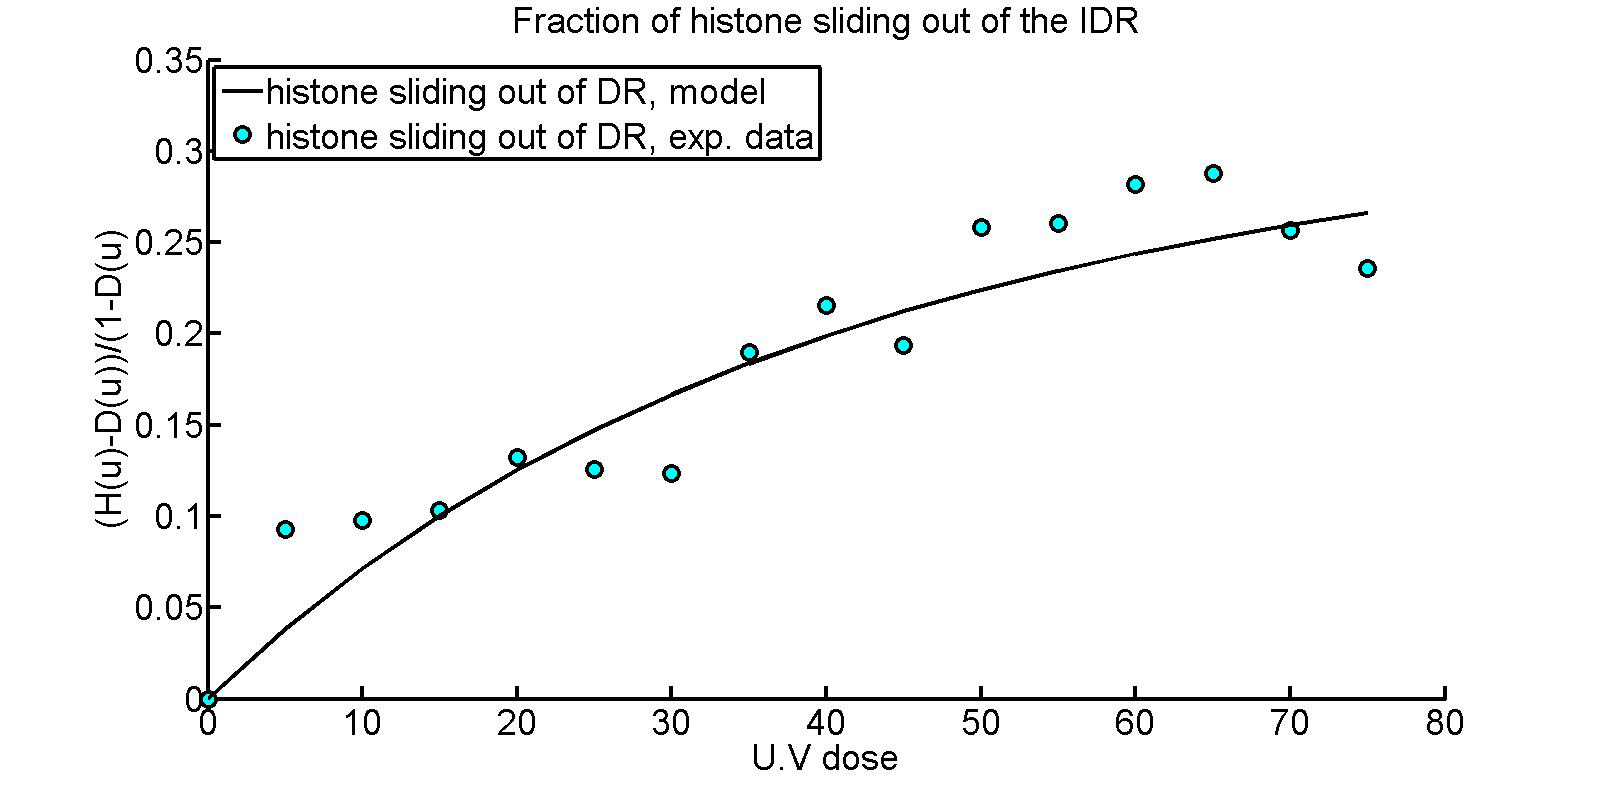 Fraction of histone sliding out of the IDR
histone sliding out of DR, model
histone sliding out of DR, exp. data
(H(u)-D(u))/(1-D(u)
0.35
0.3
0.25
0.2
0.15
0.1
0.05
0
0 10 20 30 40 50 60 70 80
U.V dose